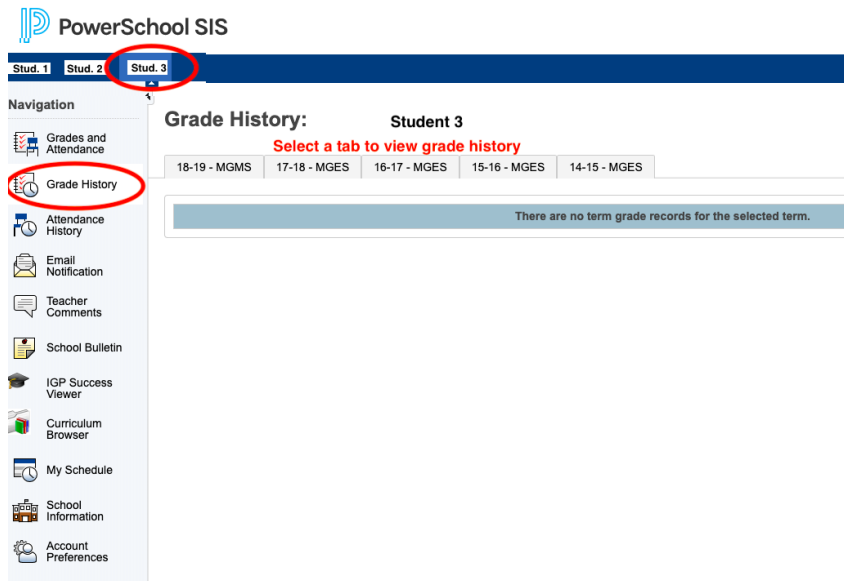 PowerSchool SIS
Stud. 1 Stud. 2 Stud. 3
Navigation
Grades and
Attendance
Grade History
Attendance
History
Email
Notification
Teacher
Comments
School Bulletin
IGP Success
Viewer
Curriculum
Browser
My Schedule
School
Information
Account
Preferences
Grade History: Student 3
Select a tab to view grade history
18-19 - MGMS 17-18 - MGES 16-17 - MGES 15-16 - MGES 14-15 - MGES
There are no term grade records for the selected term.